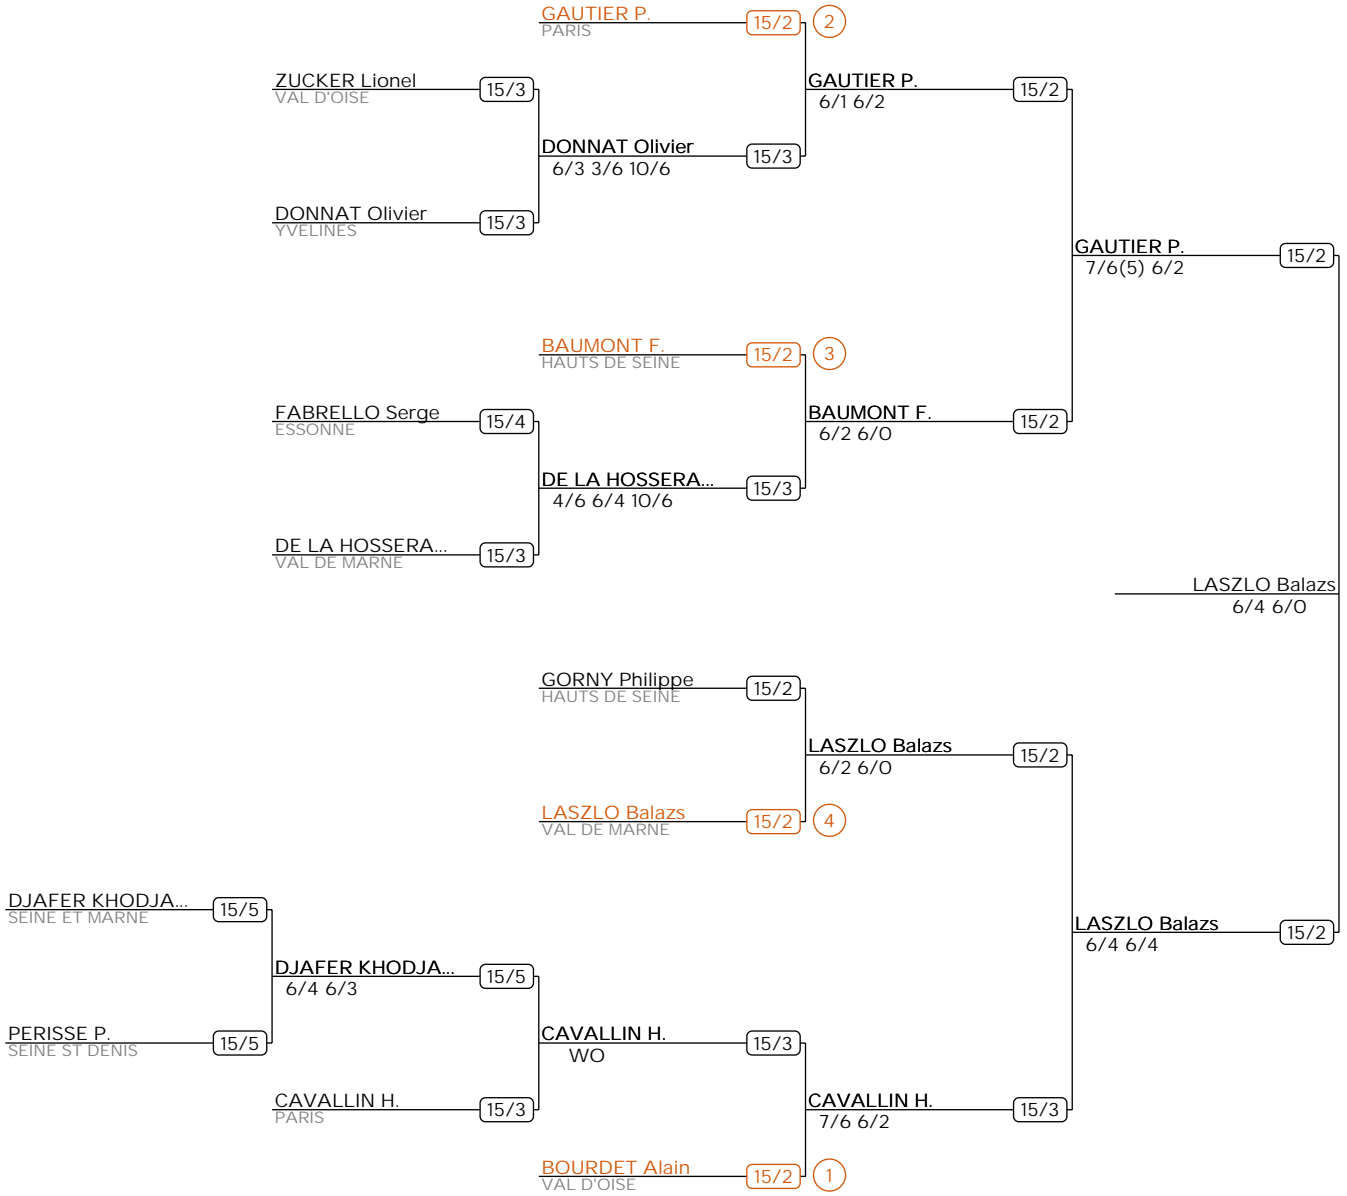 GAUTIER P.
PARIS
15/2
2
ZUCKER Lionel
VAL D'OISE
15/3
GAUTIER P.
6/1 6/2
15/2
DONNAT Olivier
6/3 3/6 10/6
15/3
DONNAT Olivier
YVELINES
15/3
GAUTIER P.
7/6(5) 6/2
15/2
BAUMONT F.
HAUTS DE SEINE
15/2
3
FABRELLO Serge
ESSONNE
15/4
BAUMONT F.
6/2 6/0
15/2
DE LA HOSSERA...
4/6 6/4 10/6
15/3
DE LA HOSSERA...
VAL DE MARNE
15/3
LASZLO Balazs
6/4 6/0
GORNY Philippe
HAUTS DE SEINE
15/2
LASZLO Balazs
6/2 6/0
15/2
LASZLO Balazs
VAL DE MARNE
15/2
4
DJAFER KHODJA...
SEINE ET MARNE
15/5
LASZLO Balazs
6/4 6/4
15/2
DJAFER KHODJA...
6/4 6/3
15/5
PERISSE P.
SEINE ST DENIS
15/5
CAVALLIN H.
WO
15/3
CAVALLIN H.
PARIS
15/3
CAVALLIN H.
7/6 6/2
15/3
BOURDET Alain
VAL D'OISE
15/2
1